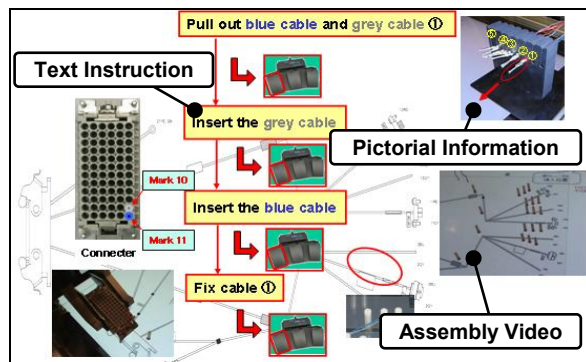 Pull out blue cable and grey cable ①
Text Instruction
Insert the grey cable
Pictorial Information
Mark 10
Insert the blue cable
Mark 11
Connecter
Fix cable ①
Assembly Video